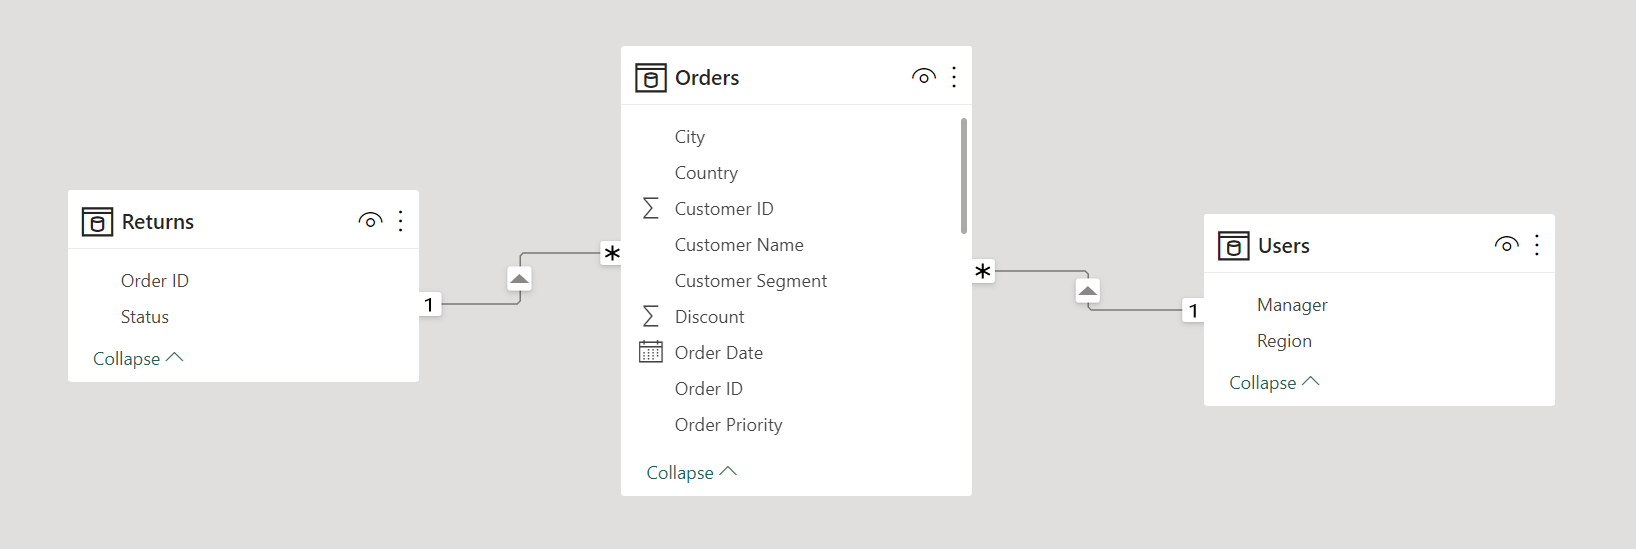 Returns
Order ID
Status
Collapse
1
*
Orders
City
Country
Customer ID
Customer Name
Customer Segment
Discount
Order Date
Order ID
Order Priority
Collapse
*
1
Users
Manager
Region
Collapse